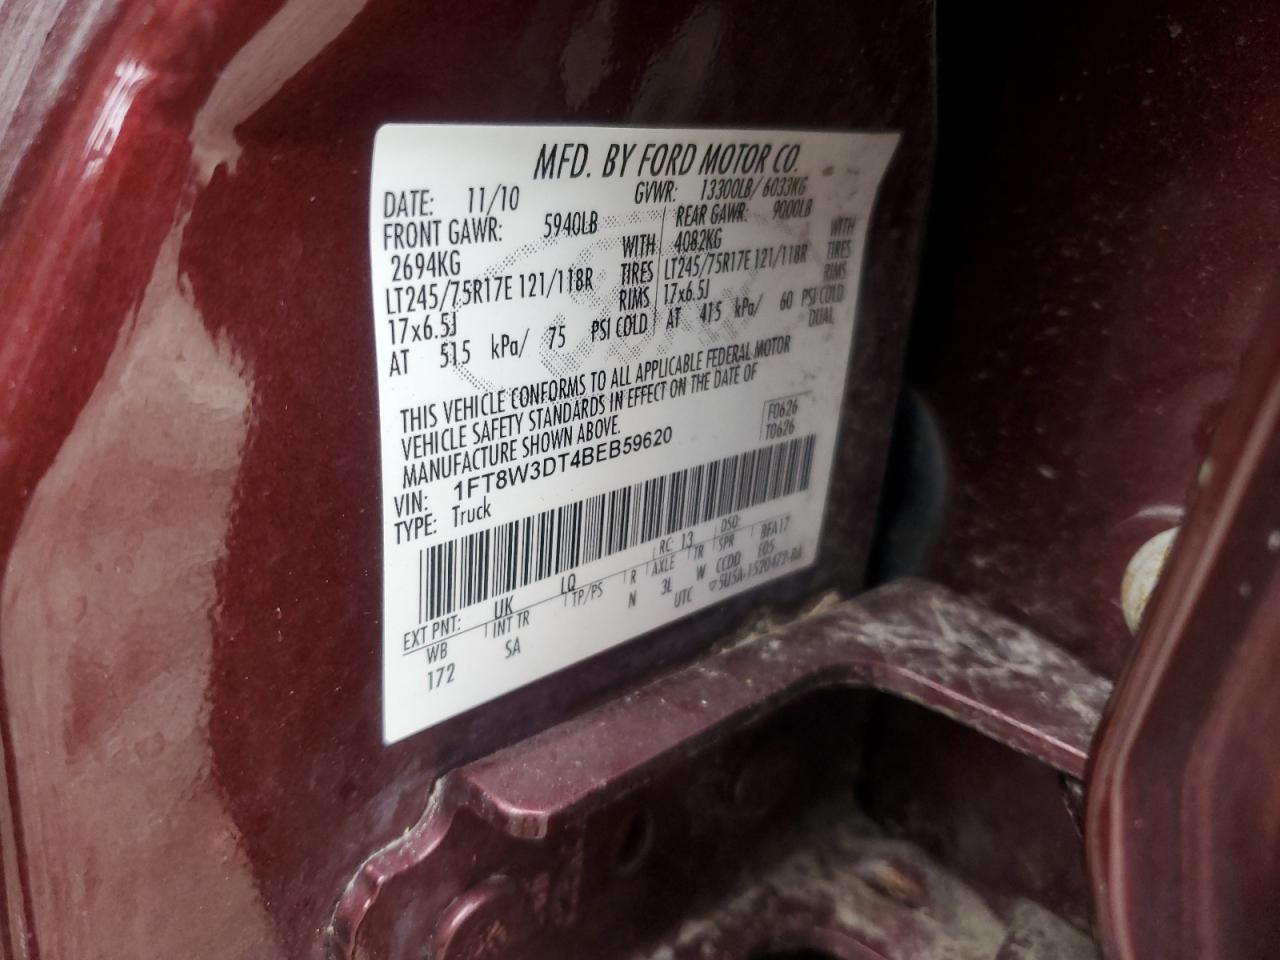 MFD. BY FORD MOTOR CO.
DATE: 11/10 GVWR: 13300LB/ 6033KG
FRONT GAWR: 5940LB REAR GAWR: 9000LB
2694KG WITH 4082KG WITH
LT245/75R17E 121/118R TIRES LT245/75R17E 121/118R TIRES
17x6.5J RIMS 17x6.5J RIMS
AT 515 kPa/ 75 PSI COLD AT 415 kPa/ 60 PSI COLD
DUAL
THIS VEHICLE CONFORMS TO ALL APPLICABLE FEDERAL MOTOR
VEHICLE SAFETY STANDARDS IN EFFECT ON THE DATE OF
MANUFACTURE SHOWN ABOVE.
F0626
T0626
VIN: 1FT8W3DT4BEB59620
TYPE: Truck
EXT PNT: UK LQ RC: 13 DSO:
WB INT TR TP/PS R AXLE TR SPR BFA17
172 SA N 3L W CCDD E05
UTC ▽5U5A-1520472-BA